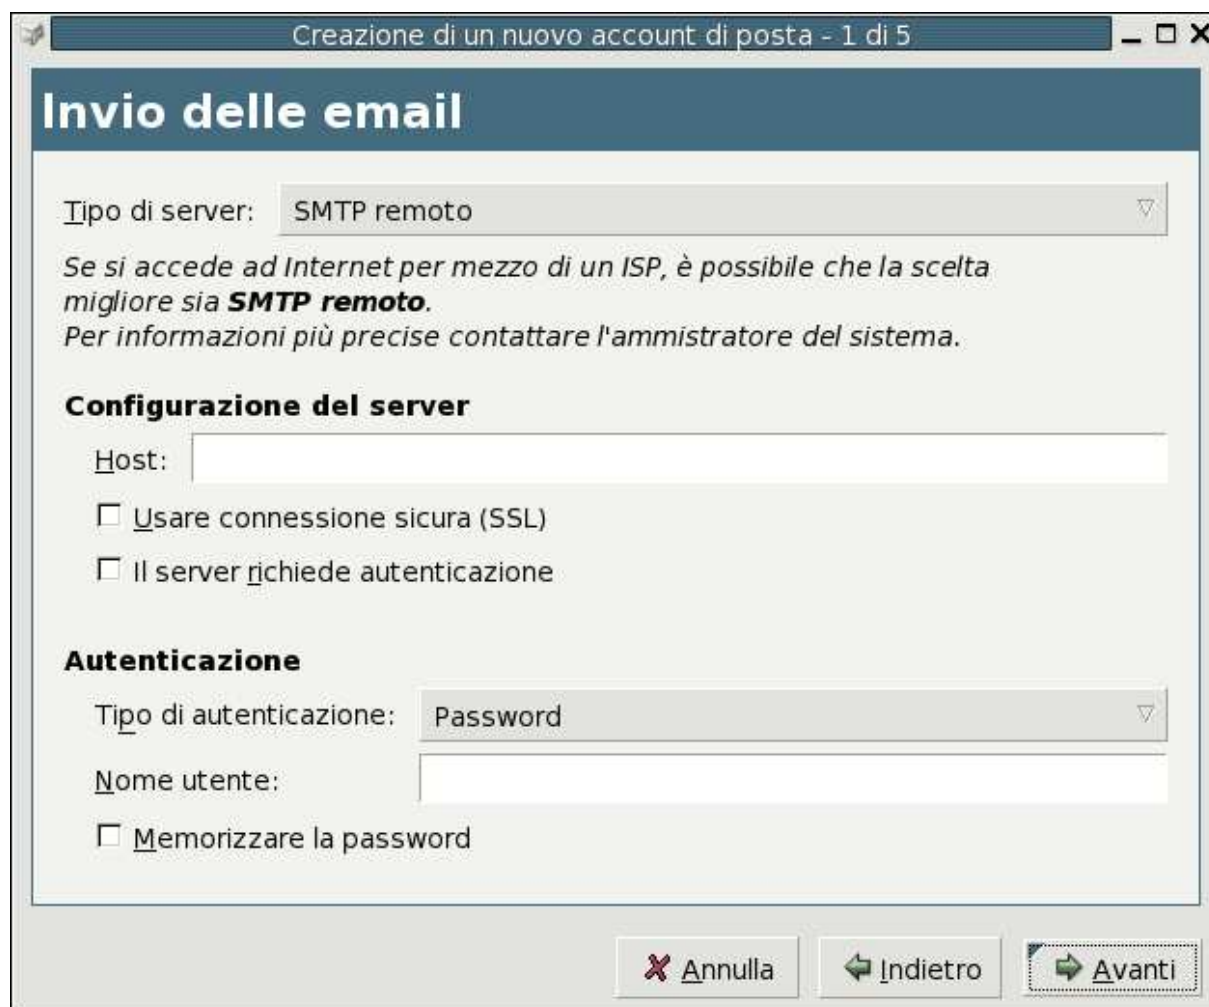 Creazione di un nuovo account di posta - 1 di 5
Invio delle email
Tipo di server: SMTP remoto
Se si accede ad Internet per mezzo di un ISP, è possibile che la scelta
migliore sia SMTP remoto.
Per informazioni più precise contattare l'ammistratore del sistema.
Configurazione del server
Host:
Usare connessione sicura (SSL)
Il server richiede autenticazione
Autenticazione
Tipo di autenticazione: Password
Nome utente:
Memorizzare la password
Annulla Indietro Avanti